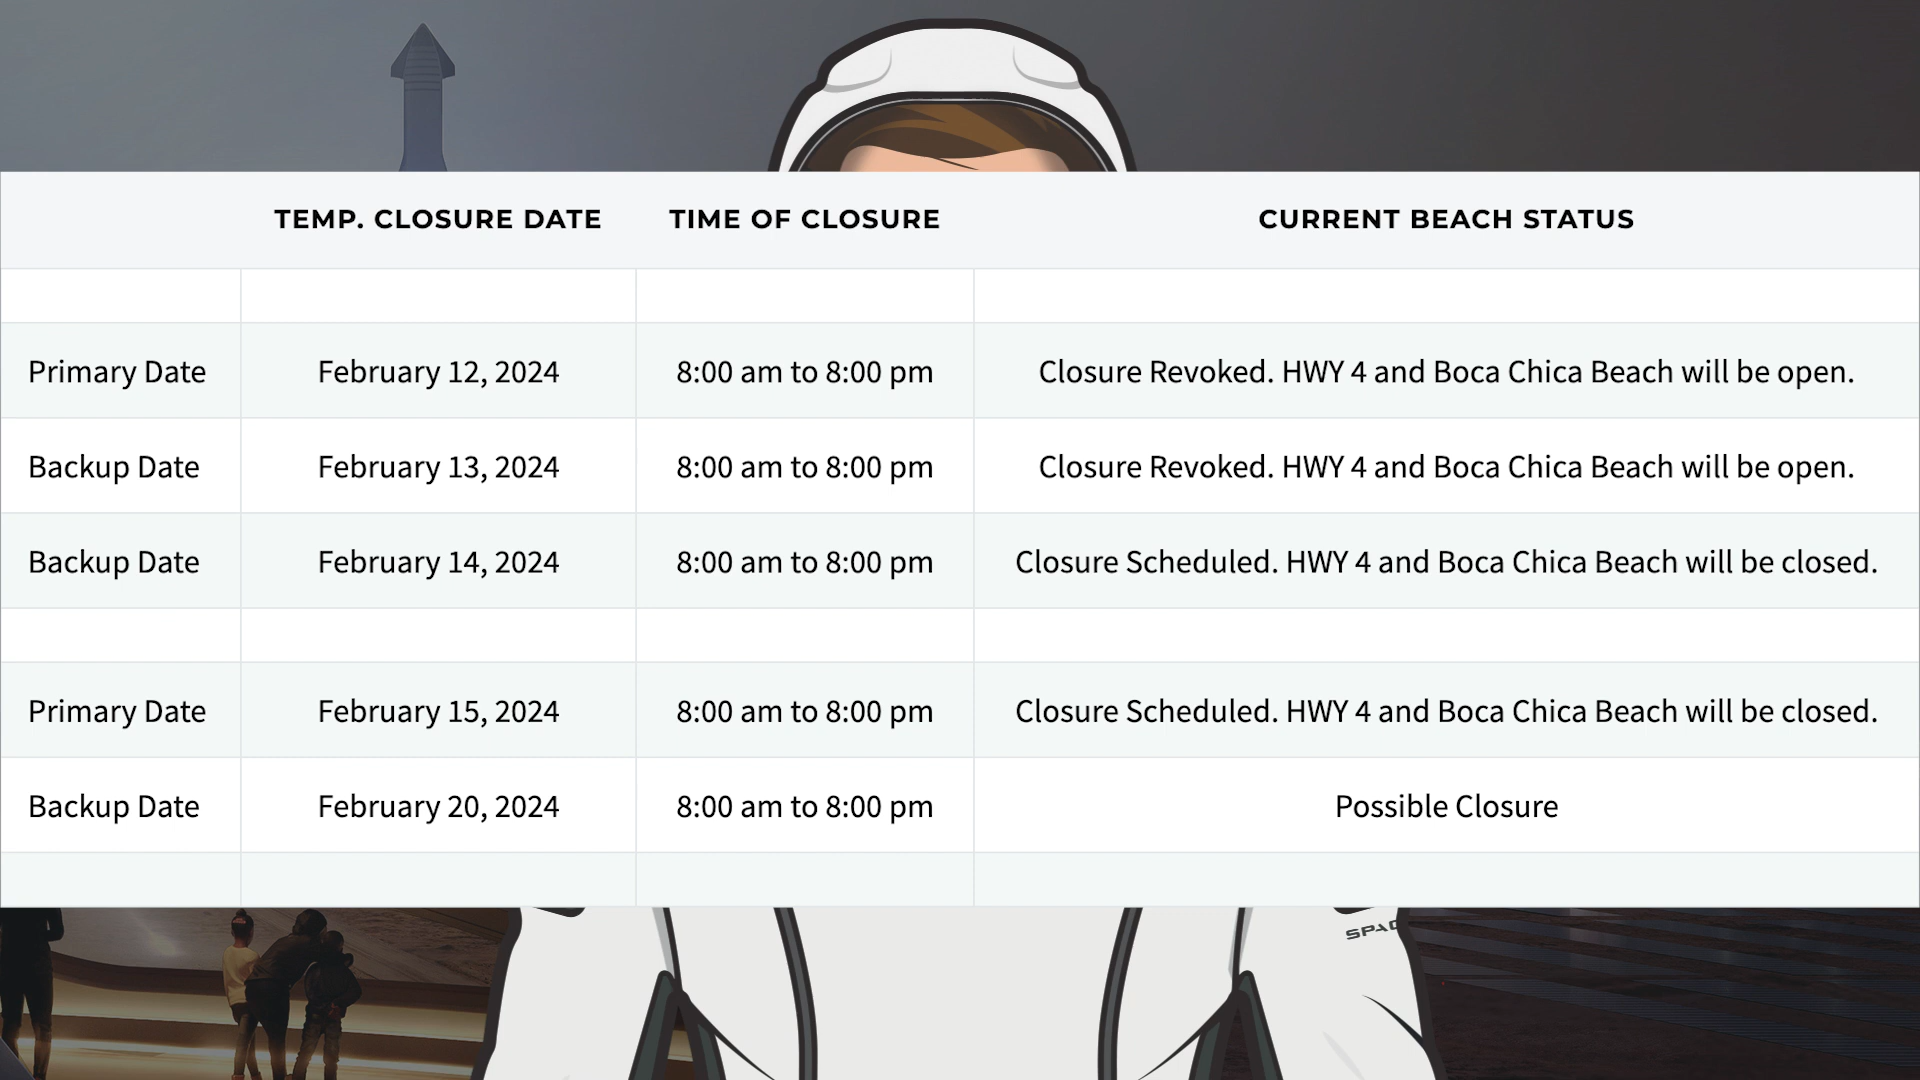 TEMP. CLOSURE DATE TIME OF CLOSURE CURRENT BEACH STATUS
Primary Date February 12, 2024 8:00 am to 8:00 pm Closure Revoked. HWY 4 and Boca Chica Beach will be open.
Backup Date February 13, 2024 8:00 am to 8:00 pm Closure Revoked. HWY 4 and Boca Chica Beach will be open.
Backup Date February 14, 2024 8:00 am to 8:00 pm Closure Scheduled. HWY 4 and Boca Chica Beach will be closed.
Primary Date February 15, 2024 8:00 am to 8:00 pm Closure Scheduled. HWY 4 and Boca Chica Beach will be closed.
Backup Date February 20, 2024 8:00 am to 8:00 pm Possible Closure